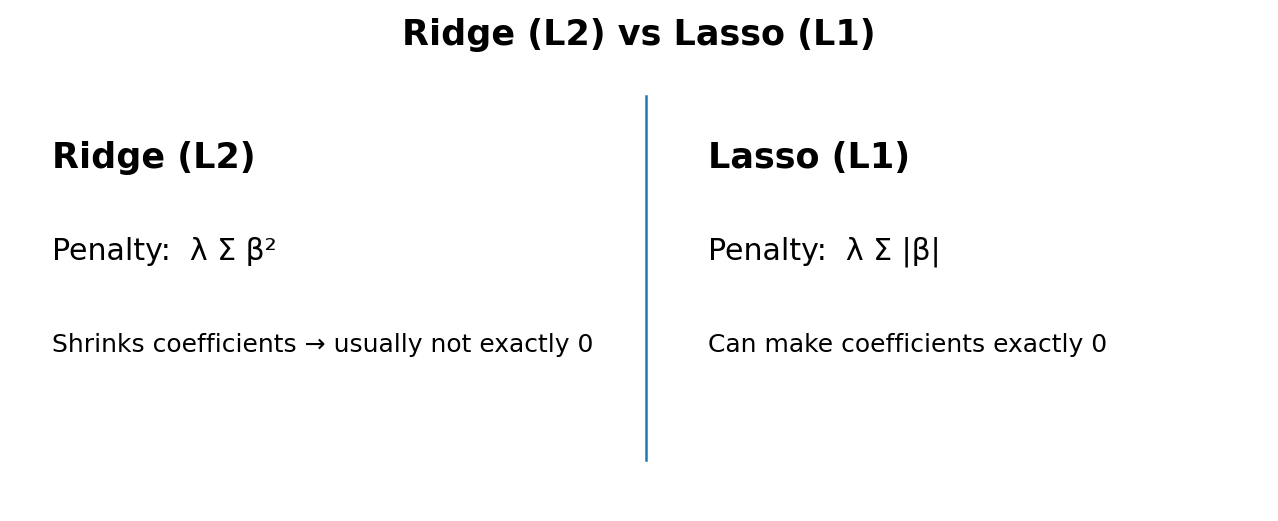 Ridge (L2) vs Lasso (L1)
Ridge (L2)
Penalty:  λ Σ β²
Shrinks coefficients → usually not exactly 0
Lasso (L1)
Penalty:  λ Σ |β|
Can make coefficients exactly 0